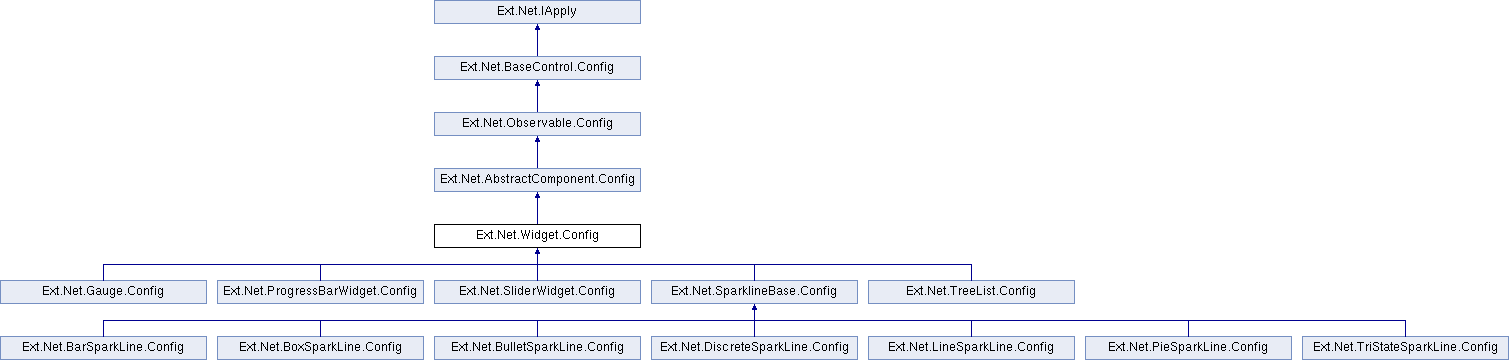 Ext.Net.IApply
Ext.Net.BaseControl.Config
Ext.Net.Observable.Config
Ext.Net.AbstractComponent.Config
Ext.Net.Widget.Config
Ext.Net.Gauge.Config
Ext.Net.ProgressBarWidget.Config
Ext.Net.SliderWidget.Config
Ext.Net.SparklineBase.Config
Ext.Net.TreeList.Config
Ext.Net.BarSparkLine.Config
Ext.Net.BoxSparkLine.Config
Ext.Net.BulletSparkLine.Config
Ext.Net.DiscreteSparkLine.Config
Ext.Net.LineSparkLine.Config
Ext.Net.PieSparkLine.Config
Ext.Net.TriStateSparkLine.Config